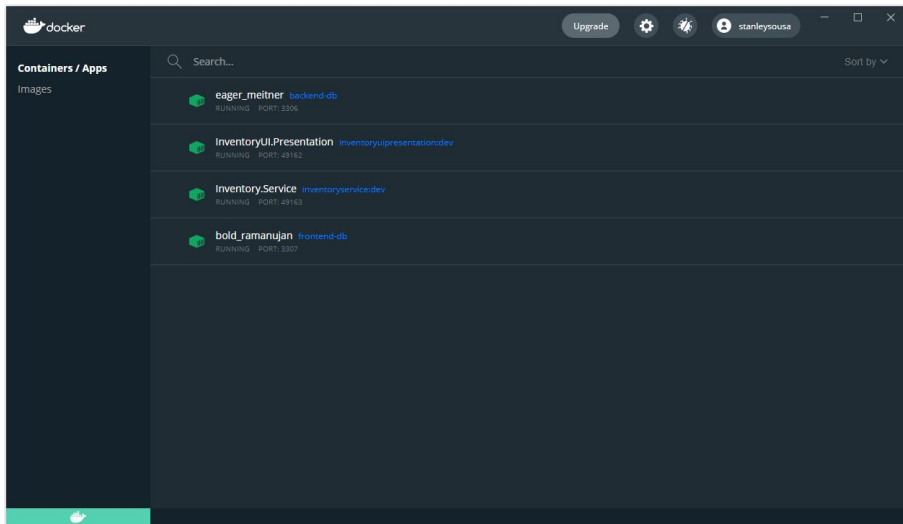 docker
Upgrade
stanleysousa
Containers / Apps
Images
Search...
Sort by
eager_meitner backend-db
RUNNING PORT: 3306
InventoryUI.Presentation inventoryuipresentation:dev
RUNNING PORT: 49162
Inventory.Service inventoryservice:dev
RUNNING PORT: 49163
bold_ramanujan frontend-db
RUNNING PORT: 3307